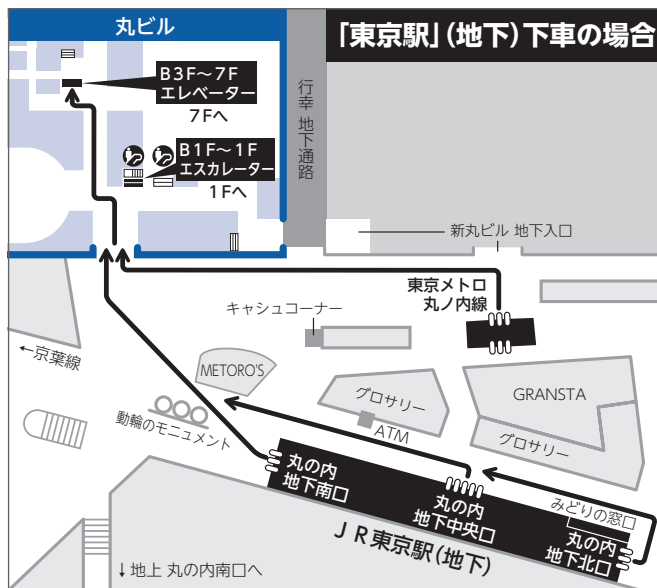 丸ビル
「東京駅」(地下)下車の場合
B3F〜7F
エレベーター
7Fへ
B1F〜1F
エスカレーター
1Fへ
行幸 地下通路
新丸ビル 地下入口
東京メトロ
丸ノ内線
キャシュコーナー
←京葉線
METORO'S
グロサリー
ATM
GRANSTA
グロサリー
動輪のモニュメント
丸の内
地下南口
丸の内
地下中央口
みどりの窓口
丸の内
地下北口
JR東京駅(地下)
↓地上 丸の内南口へ